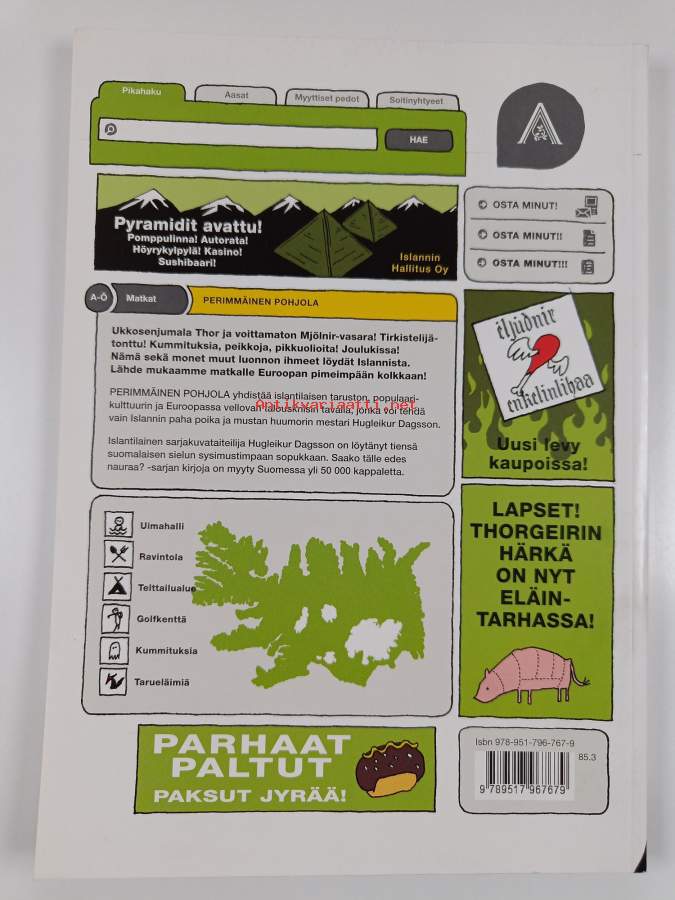 Pikahaku
Aasat
Myyttiset pedot
Soitinyhtyeet
HAE
Pyramidit avattu!
Pomppulinna! Autorata!
Höyrykylpylä! Kasino!
Sushibaari!
Islannin
Hallitus Oy
OSTA MINUT!
OSTA MINUT!!
OSTA MINUT!!!
A-Ö
Matkat
PERIMMÄINEN POHJOLA
Ukkosenjumala Thor ja voittamaton Mjölnir-vasara! Tirkistelijä-
tonttu! Kummituksia, peikkoja, pikkuolioita! Joulukissa!
Nämä sekä monet muut luonnon ihmeet löydät Islannista.
Lähde mukaamme matkalle Euroopan pimeimpään kolkkaan!
PERIMMÄINEN POHJOLA yhdistää islantilaisen taruston, populaari-
kulttuurin ja Euroopassa vellovan talouskriisin tavalla, jonka voi tehdä
vain Islannin paha poika ja mustan huumorin mestari Hugleikur Dagsson.
Antikvariaatti.net
Islantilainen sarjakuvataiteilija Hugleikur Dagsson on löytänyt tiensä
suomalaisen sielun sysimustimpaan sopukkaan. Saako tälle edes
nauraa? -sarjan kirjoja on myyty Suomessa yli 50 000 kappaletta.
éljúdnir
enkelinlihaa
Uusi levy
kaupoissa!
Uimahalli
Ravintola
Teittailualue
Golfkenttä
Kummituksia
Tarueläimiä
LAPSET!
THORGEIRIN
HÄRKÄ
ON NYT
ELÄIN-
TARHASSA!
PARHAAT
PALTUT
PAKSUT JYRÄÄ!
Isbn 978-951-796-767-9
85.3
9 789517 967679